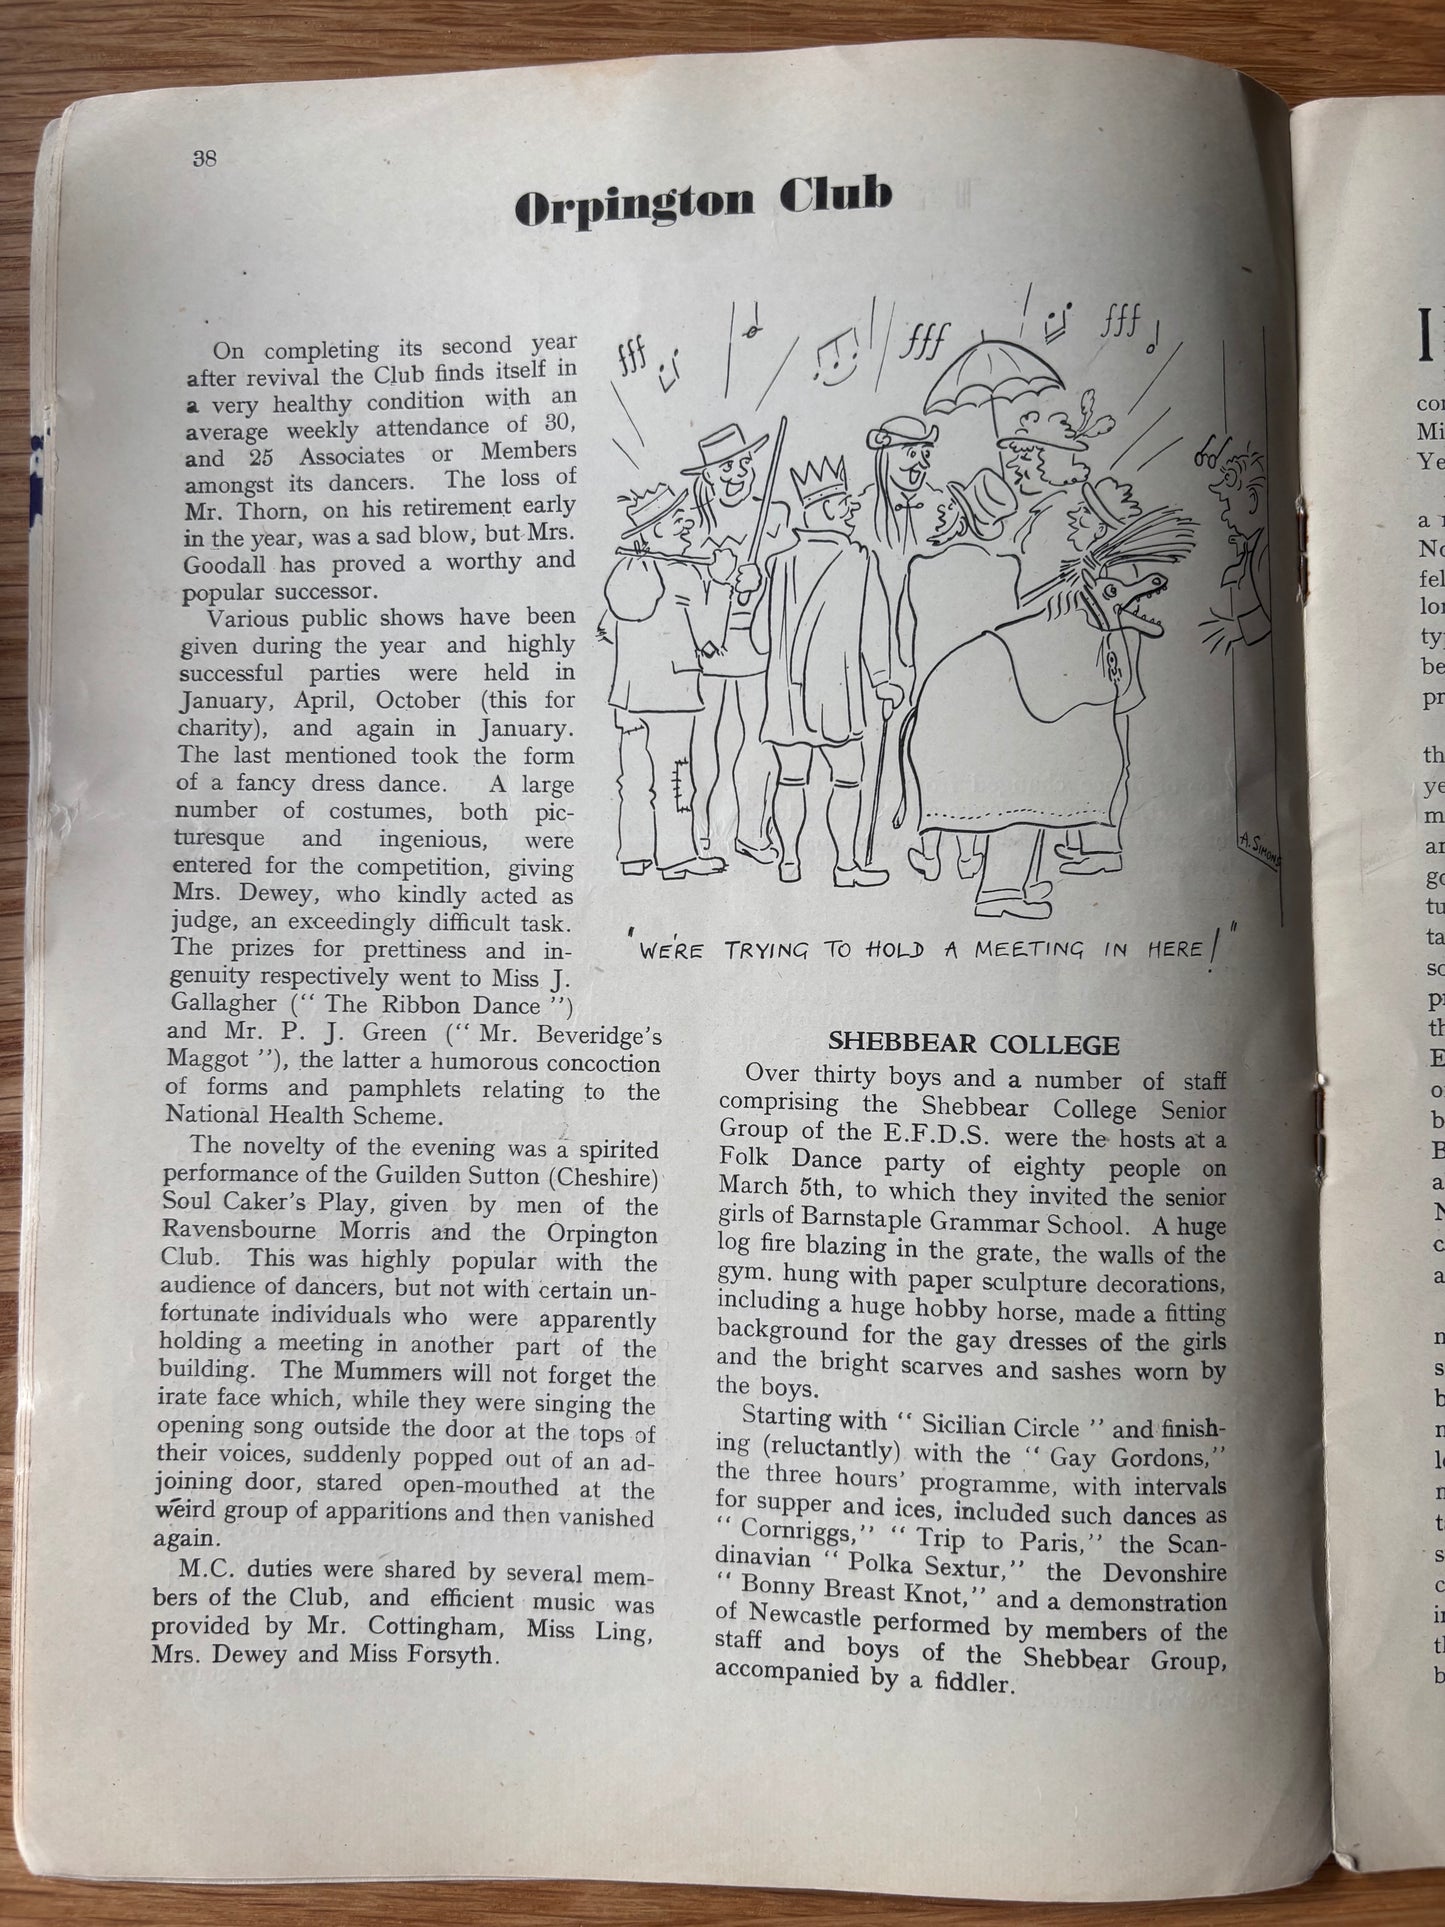 38
Orpington Club
On completing its second year
after revival the Club finds itself in
a very healthy condition with an
average weekly attendance of 30,
and 25 Associates or Members
amongst its dancers. The loss of
Mr. Thorn, on his retirement early
in the year, was a sad blow, but Mrs.
Goodall has proved a worthy and
popular successor.
Various public shows have been
given during the year and highly
successful parties were held in
January, April, October (this for
charity), and again in January.
The last mentioned took the form
of a fancy dress dance. A large
number of costumes, both pic-
turesque and ingenious, were
entered for the competition, giving
Mrs. Dewey, who kindly acted as
judge, an exceedingly difficult task.
The prizes for prettiness and in-
genuity respectively went to Miss J.
Gallagher (“ The Ribbon Dance ”)
and Mr. P. J. Green (“ Mr. Beveridge’s
Maggot ”), the latter a humorous concoction
of forms and pamphlets relating to the
National Health Scheme.
The novelty of the evening was a spirited
performance of the Guilden Sutton (Cheshire)
Soul Caker’s Play, given by men of the
Ravensbourne Morris and the Orpington
Club. This was highly popular with the
audience of dancers, but not with certain un-
fortunate individuals who were apparently
holding a meeting in another part of the
building. The Mummers will not forget the
irate face which, while they were singing the
opening song outside the door at the tops of
their voices, suddenly popped out of an ad-
joining door, stared open-mouthed at the
weird group of apparitions and then vanished
again.
M.C. duties were shared by several mem-
bers of the Club, and efficient music was
provided by Mr. Cottingham, Miss Ling,
Mrs. Dewey and Miss Forsyth.
fff fff fff
A. SIMONS
"WE'RE TRYING TO HOLD A MEETING IN HERE!"
SHEBBEAR COLLEGE
Over thirty boys and a number of staff
comprising the Shebbear College Senior
Group of the E.F.D.S. were the hosts at a
Folk Dance party of eighty people on
March 5th, to which they invited the senior
girls of Barnstaple Grammar School. A huge
log fire blazing in the grate, the walls of the
gym. hung with paper sculpture decorations,
including a huge hobby horse, made a fitting
background for the gay dresses of the girls
and the bright scarves and sashes worn by
the boys.
Starting with “ Sicilian Circle ” and finish-
ing (reluctantly) with the “ Gay Gordons,”
the three hours’ programme, with intervals
for supper and ices, included such dances as
“ Cornriggs,” “ Trip to Paris,” the Scan-
dinavian “ Polka Sextur,” the Devonshire
“ Bonny Breast Knot,” and a demonstration
of Newcastle performed by members of the
staff and boys of the Shebbear Group,
accompanied by a fiddler.